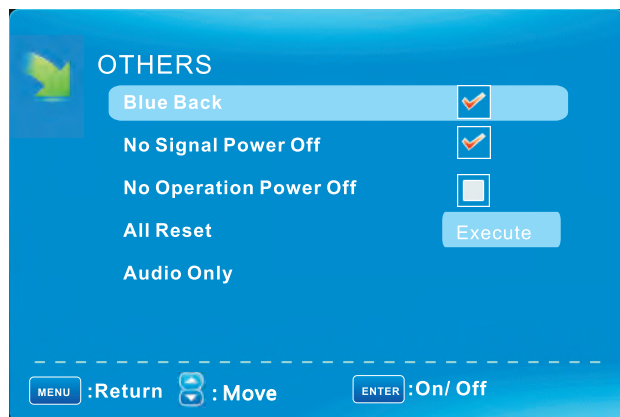 OTHERS
Blue Back
No Signal Power Off
No Operation Power Off
All Reset Execute
Audio Only
MENU :Return : Move ENTER :On/ Off